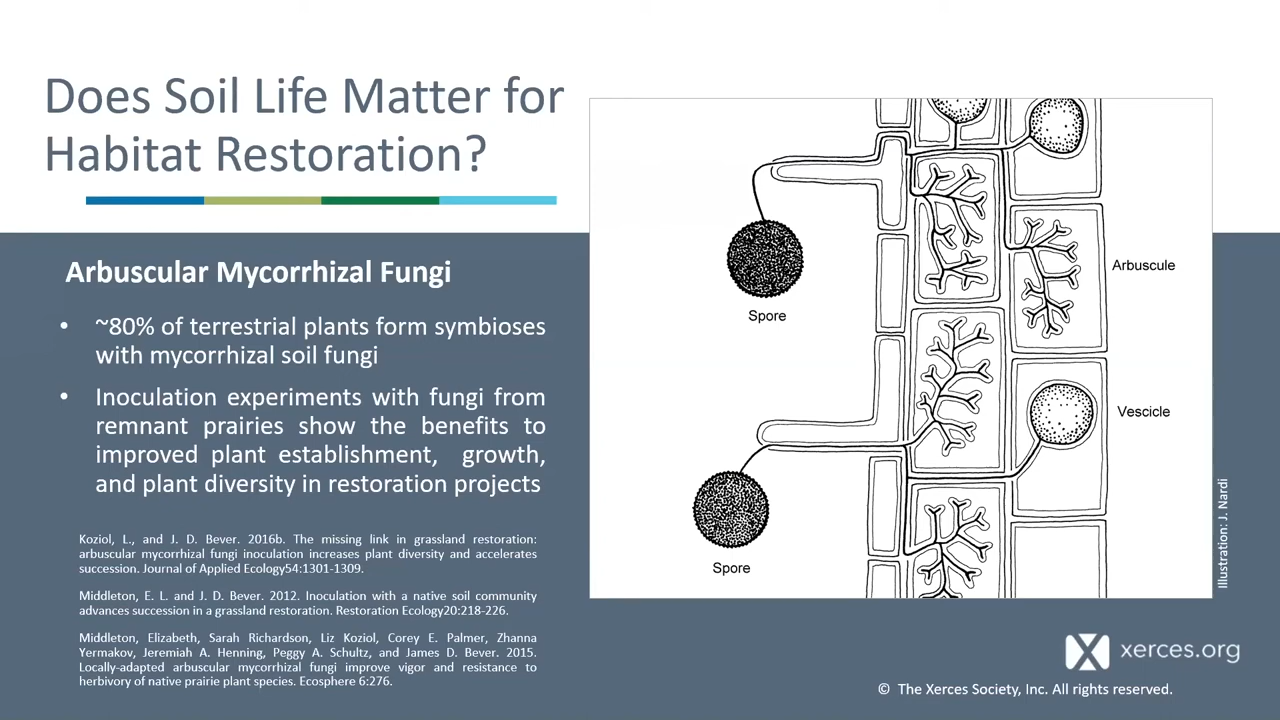 Does Soil Life Matter for
Habitat Restoration?
Arbuscular Mycorrhizal Fungi
• ~80% of terrestrial plants form symbioses
with mycorrhizal soil fungi
• Inoculation experiments with fungi from
remnant prairies show the benefits to
improved plant establishment, growth,
and plant diversity in restoration projects
Koziol, L., and J. D. Bever. 2016b. The missing link in grassland restoration:
arbuscular mycorrhizal fungi inoculation increases plant diversity and accelerates
succession. Journal of Applied Ecology54:1301-1309.
Middleton, E. L. and J. D. Bever. 2012. Inoculation with a native soil community
advances succession in a grassland restoration. Restoration Ecology20:218-226.
Middleton, Elizabeth, Sarah Richardson, Liz Koziol, Corey E. Palmer, Zhanna
Yermakov, Jeremiah A. Henning, Peggy A. Schultz, and James D. Bever. 2015.
Locally-adapted arbuscular mycorrhizal fungi improve vigor and resistance to
herbivory of native prairie plant species. Ecosphere 6:276.
Spore
Arbuscule
Vescicle
Spore
Illustration: J. Nardi
xerces.org
© The Xerces Society, Inc. All rights reserved.